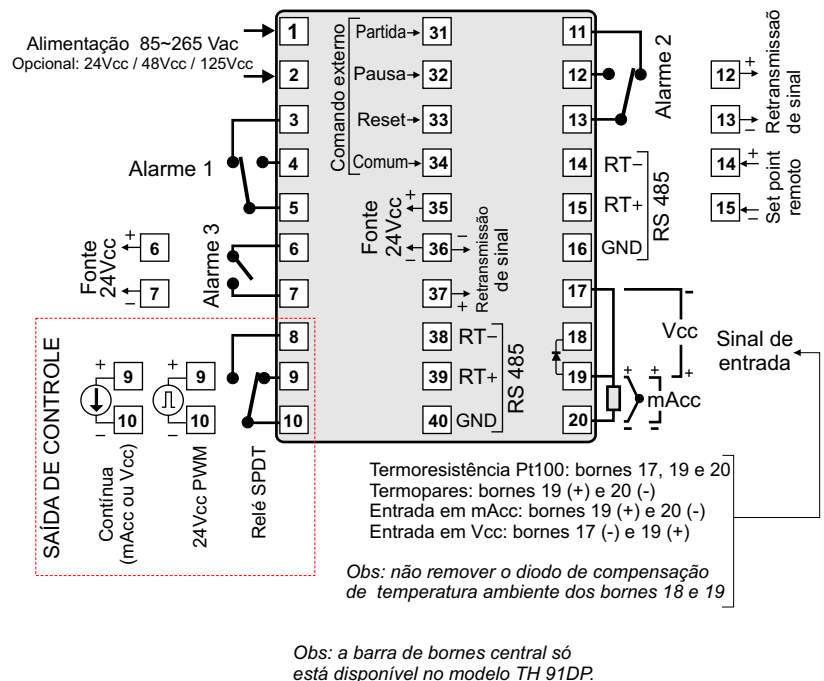 Alimentação 85~265 Vac
Opcional: 24Vcc / 48Vcc / 125Vcc
1
2
3
4
5
6
7
8
9
10
Alarme 1
Alarme 3
Fonte
24Vcc
+
6
–
7
SAÍDA DE CONTROLE
+
9
10
–
Contínua
(mAcc ou Vcc)
+
9
10
–
24Vcc PWM
Relé SPDT
Comando externo
Partida
31
Pausa
32
Reset
33
Comum
34
Fonte
24Vcc
+
35
–
36
–
37
+
Retransmissão
de sinal
38 RT–
39 RT+
40 GND
RS 485
11
12
13
Alarme 2
14 RT–
15 RT+
16 GND
RS 485
17
18
19
20
12
+
13
–
Retransmissaõ
de sinal
14
+
15
–
Set point
remoto
–
Vcc
+
+
+
mAcc
–
–
Sinal de
entrada
Termoresistência Pt100: bornes 17, 19 e 20
Termopares: bornes 19 (+) e 20 (-)
Entrada em mAcc: bornes 19 (+) e 20 (-)
Entrada em Vcc: bornes 17 (-) e 19 (+)
Obs: não remover o diodo de compensação
de temperatura ambiente dos bornes 18 e 19
Obs: a barra de bornes central só
está disponível no modelo TH 91DP.